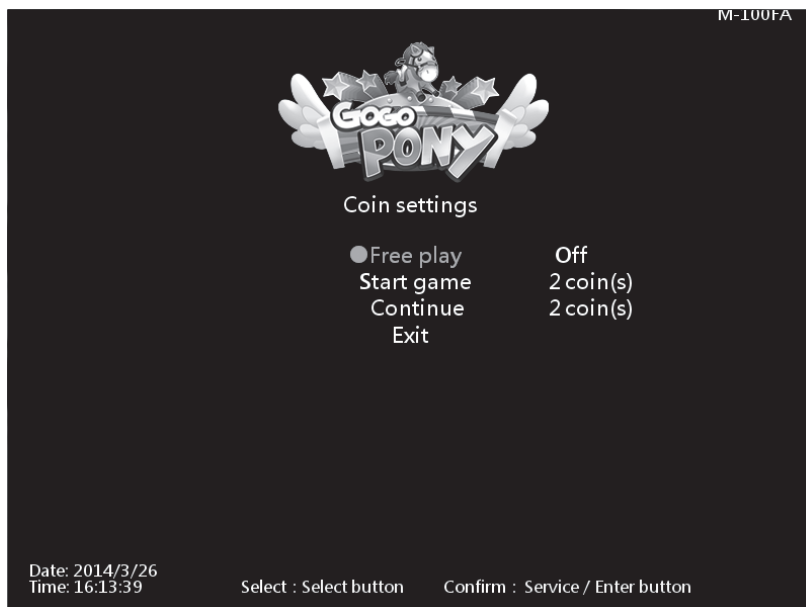 M-100FA
GOGO
PONY
Coin settings
Free play Off
Start game 2 coin(s)
Continue 2 coin(s)
Exit
Date: 2014/3/26
Time: 16:13:39 Select : Select button Confirm : Service / Enter button